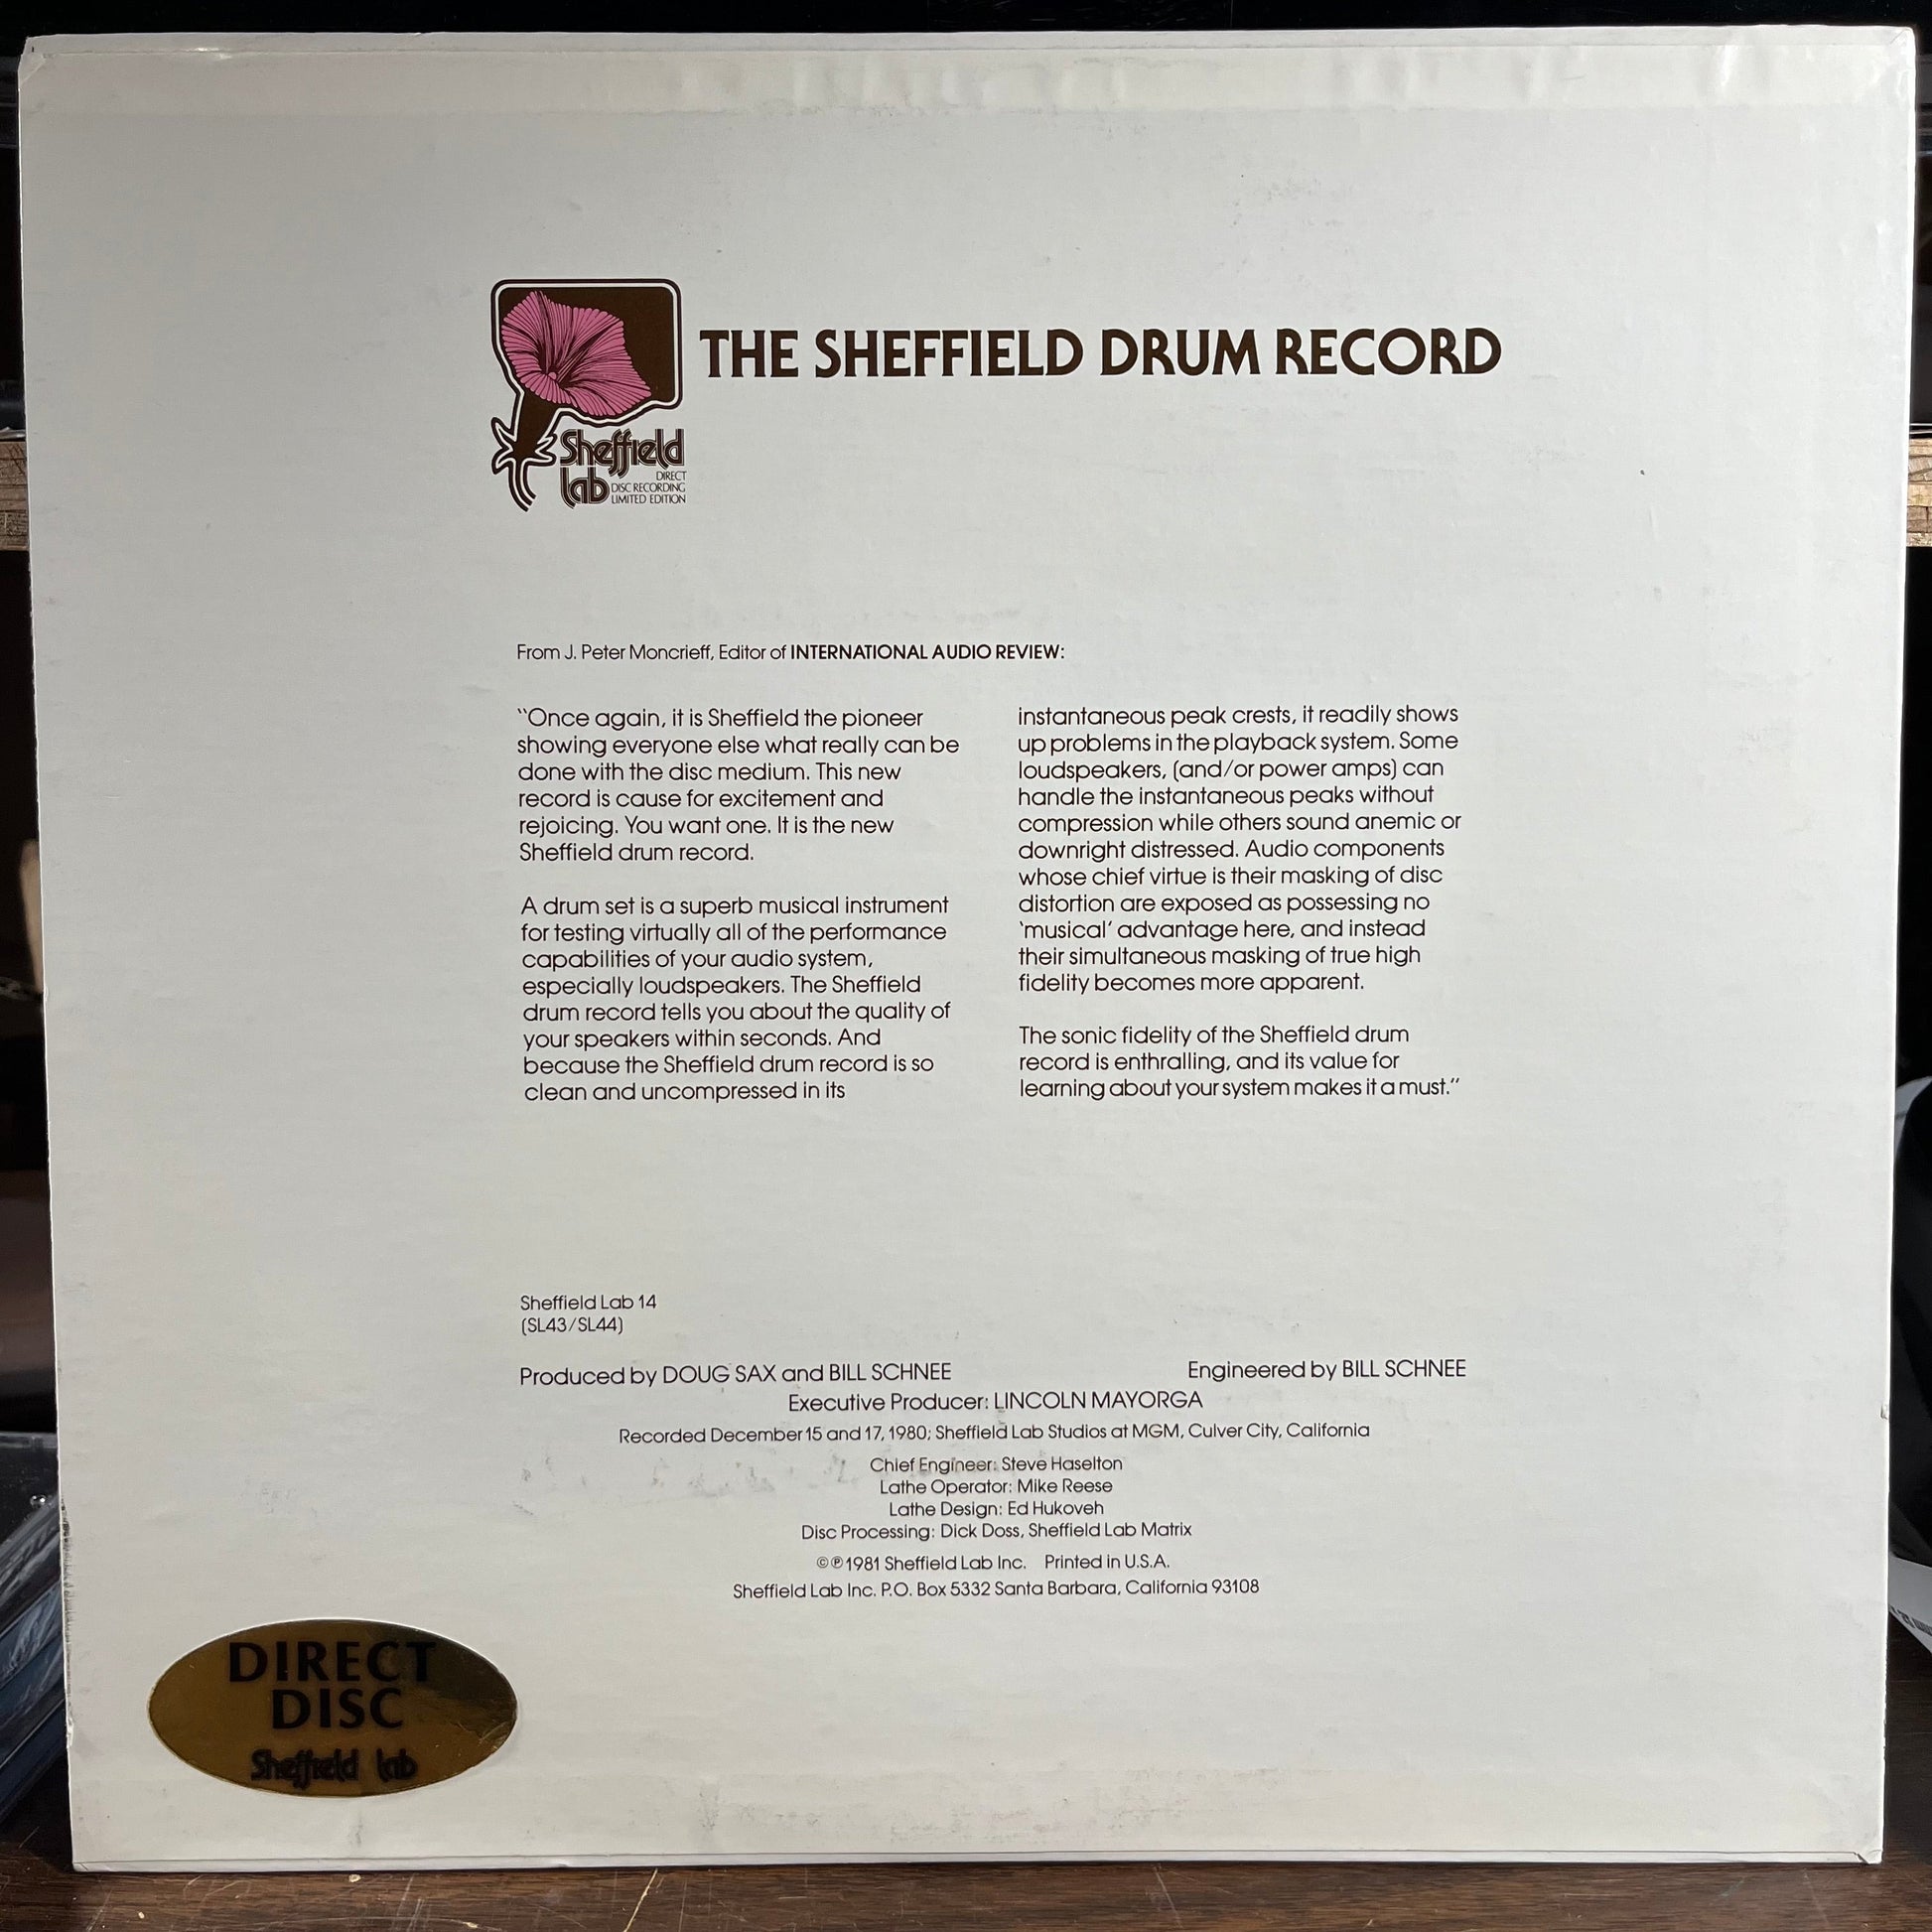 THE SHEFFIELD DRUM RECORD
Sheffield
lab
DIRECT
DISC RECORDING
LIMITED EDITION
From J. Peter Moncrieff, Editor of INTERNATIONAL AUDIO REVIEW:
“Once again, it is Sheffield the pioneer
showing everyone else what really can be
done with the disc medium. This new
record is cause for excitement and
rejoicing. You want one. It is the new
Sheffield drum record.
A drum set is a superb musical instrument
for testing virtually all of the performance
capabilities of your audio system,
especially loudspeakers. The Sheffield
drum record tells you about the quality of
your speakers within seconds. And
because the Sheffield drum record is so
clean and uncompressed in its
instantaneous peak crests, it readily shows
up problems in the playback system. Some
loudspeakers, (and/or power amps) can
handle the instantaneous peaks without
compression while others sound anemic or
downright distressed. Audio components
whose chief virtue is their masking of disc
distortion are exposed as possessing no
‘musical’ advantage here, and instead
their simultaneous masking of true high
fidelity becomes more apparent.
The sonic fidelity of the Sheffield drum
record is enthralling, and its value for
learning about your system makes it a must.”
Sheffield Lab 14
(SL43/SL44)
Produced by DOUG SAX and BILL SCHNEE
Engineered by BILL SCHNEE
Executive Producer: LINCOLN MAYORGA
Recorded December 15 and 17, 1980; Sheffield Lab Studios at MGM, Culver City, California
Chief Engineer: Steve Haselton
Lathe Operator: Mike Reese
Lathe Design: Ed Hukoveh
Disc Processing: Dick Doss, Sheffield Lab Matrix
©℗1981 Sheffield Lab Inc. Printed in U.S.A.
Sheffield Lab Inc. P.O. Box 5332 Santa Barbara, California 93108
DIRECT
DISC
Sheffield lab